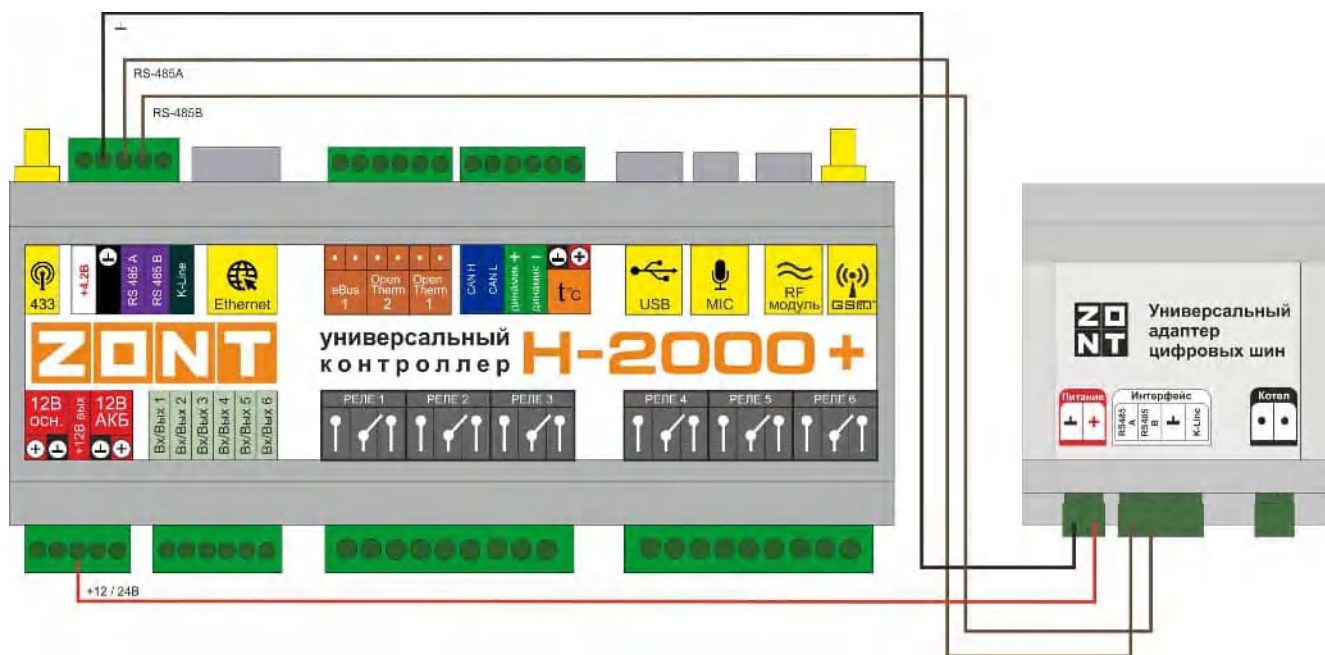 ⊥
RS-485A
RS-485B
433
+4.2В
RS 485 A
RS 485 B
K-Line
Ethernet
eBus
1
Open
Therm
2
Open
Therm
1
CAN H
CAN L
динамик +
динамик –
t°C
USB
MIC
RF
модуль
GSM
ZONT
универсальный
контроллер
H-2000+
12В
осн.
+12В вых
12В
АКБ
Вх/Вых 1
Вх/Вых 2
Вх/Вых 3
Вх/Вых 4
Вх/Вых 5
Вх/Вых 6
РЕЛЕ 1
РЕЛЕ 2
РЕЛЕ 3
РЕЛЕ 4
РЕЛЕ 5
РЕЛЕ 6
+12 / 24В
ZONT
Универсальный
адаптер
цифровых шин
Питание
⊥ +
Интерфейс
RS485
A
RS485
B
⊥
K-Line
Котел